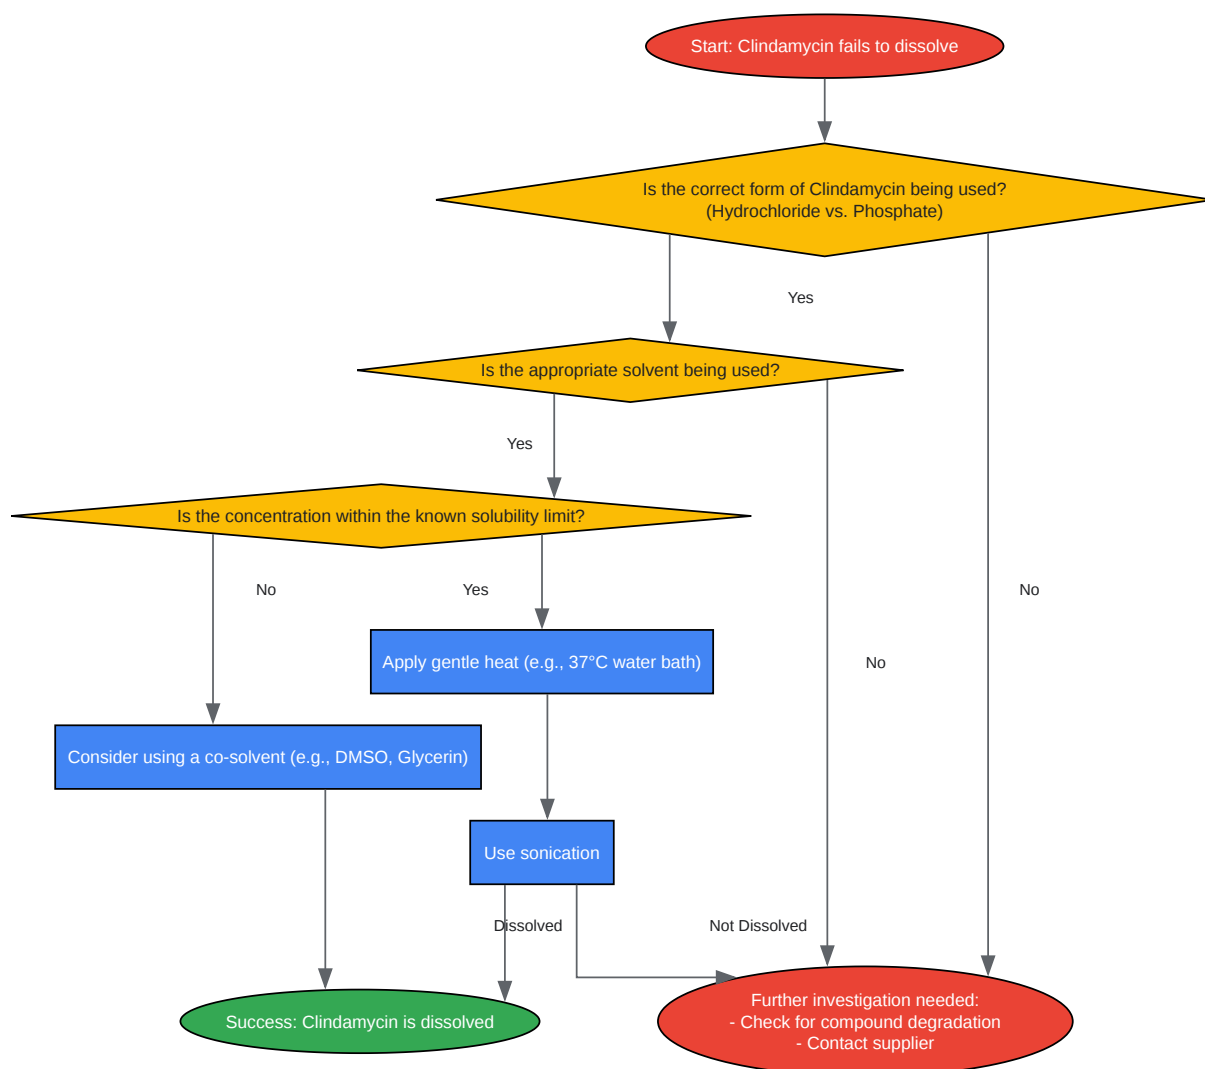 Start: Clindamycin fails to dissolve
Is the correct form of Clindamycin being used?
(Hydrochloride vs. Phosphate)
Yes
Is the appropriate solvent being used?
Yes
Is the concentration within the known solubility limit?
No
Yes
No
Apply gentle heat (e.g., 37°C water bath)
No
Consider using a co-solvent (e.g., DMSO, Glycerin)
Use sonication
Dissolved
Not Dissolved
Success: Clindamycin is dissolved
Further investigation needed:
- Check for compound degradation
- Contact supplier